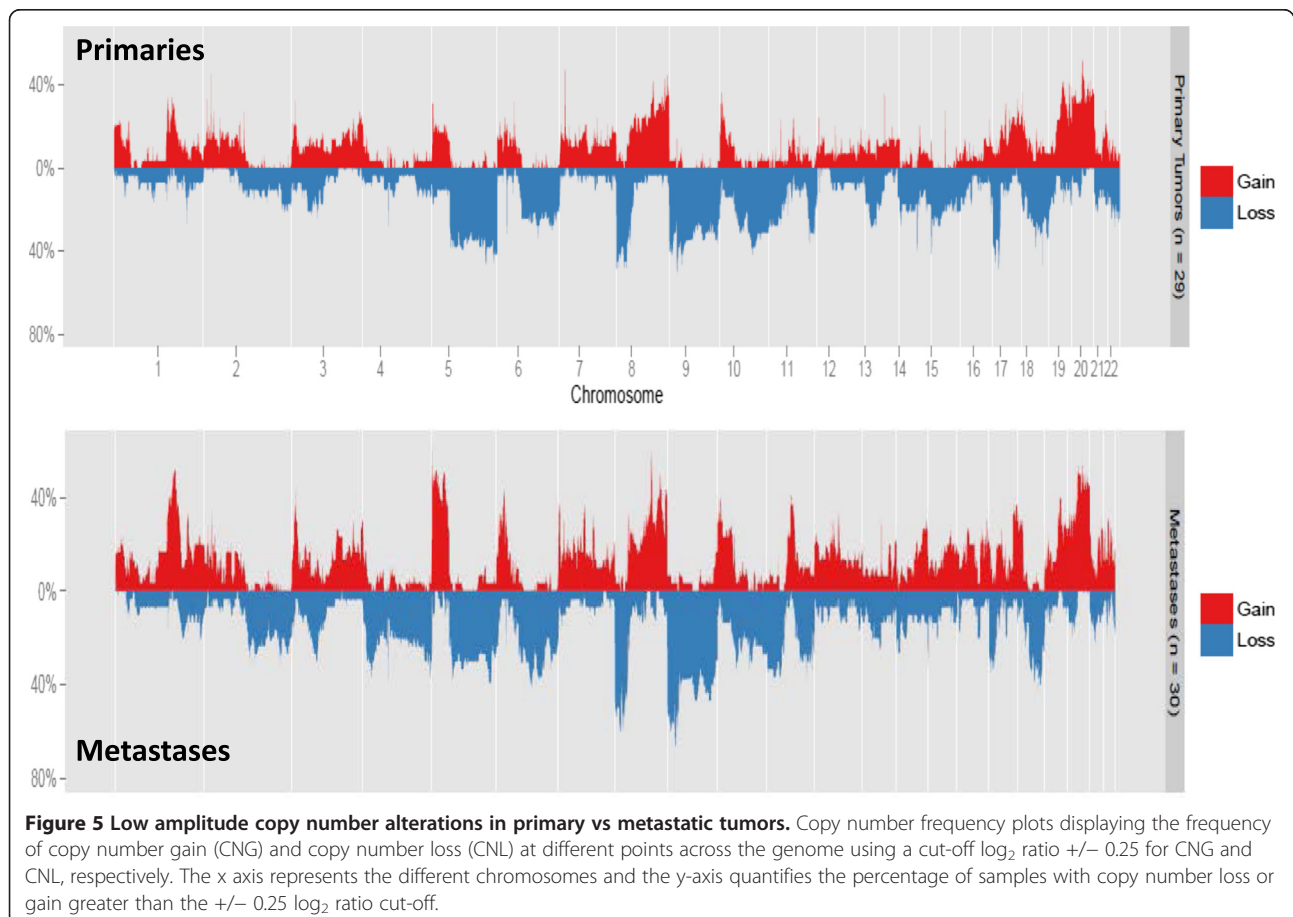 Primaries
40%
0%
40%
80%
1 2 3 4 5 6 7 8 9 10 11 12 13 14 15 16 17 18 19 20 2122
Chromosome
Primary Tumors (n = 29)
Gain
Loss
40%
0%
40%
80%
Metastases
Metastases (n = 30)
Gain
Loss
Figure 5 Low amplitude copy number alterations in primary vs metastatic tumors. Copy number frequency plots displaying the frequency
of copy number gain (CNG) and copy number loss (CNL) at different points across the genome using a cut-off log₂ ratio +/− 0.25 for CNG and
CNL, respectively. The x axis represents the different chromosomes and the y-axis quantifies the percentage of samples with copy number loss or
gain greater than the +/− 0.25 log₂ ratio cut-off.